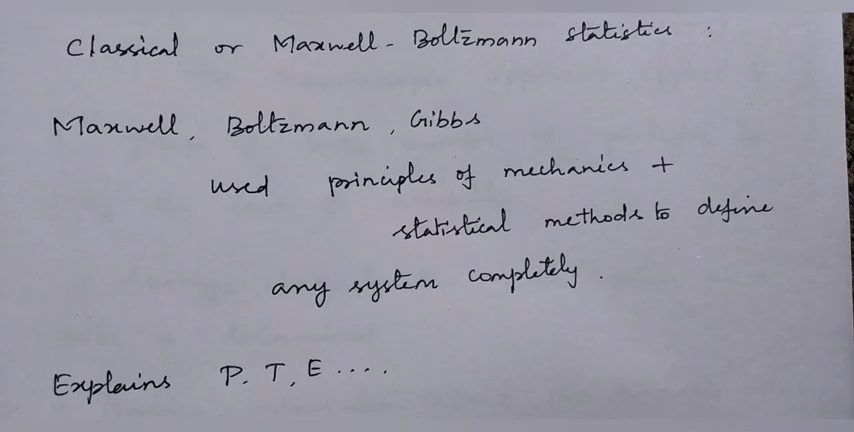 Classical or Maxwell - Boltzmann statistics :
Maxwell, Boltzmann, Gibbs
used principles of mechanics +
statistical methods to define
any system completely.
Explains P, T, E ....